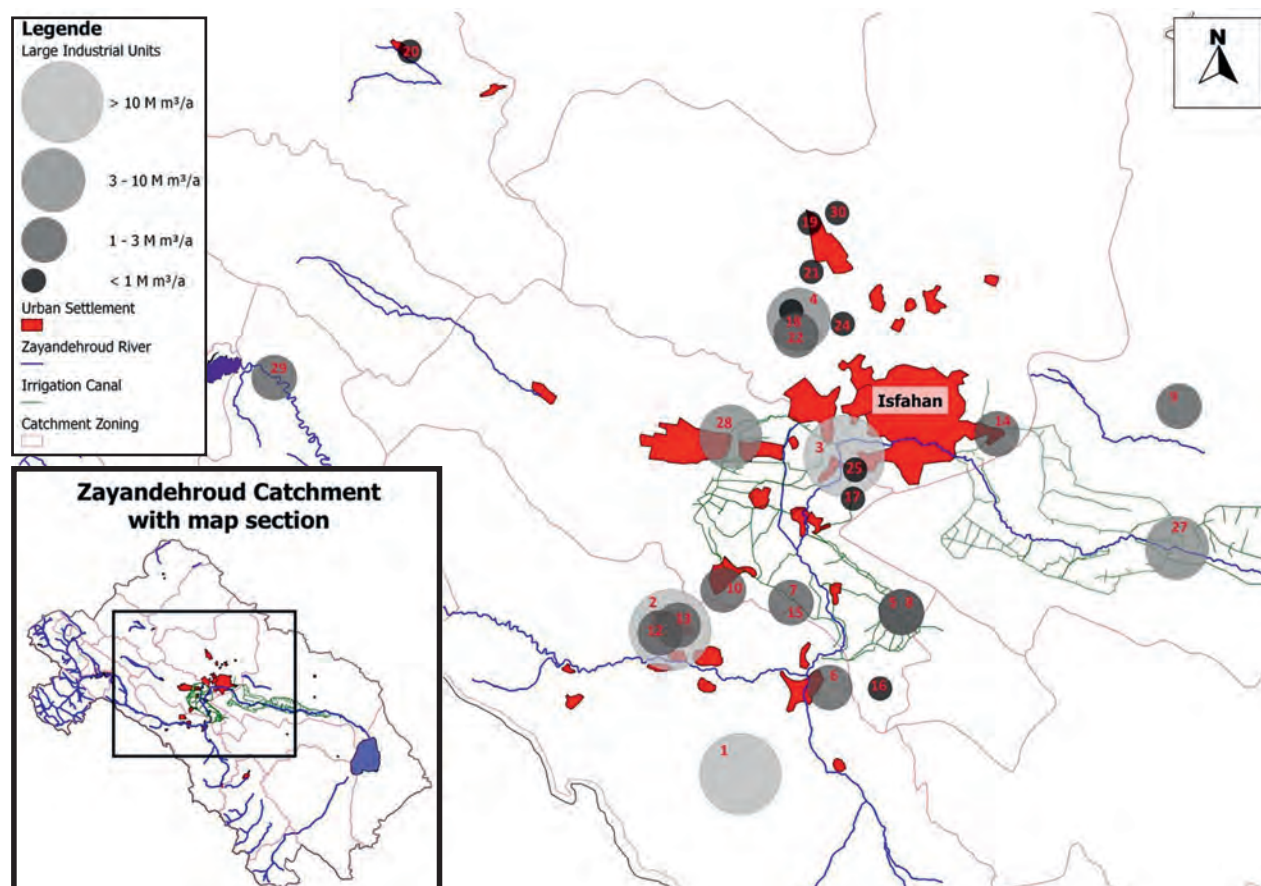 Legende
Large Industrial Units
> 10 M m³/a
3 - 10 M m³/a
1 - 3 M m³/a
< 1 M m³/a
Urban Settlement
Zayandehroud River
Irrigation Canal
Catchment Zoning
N
20
30
19
21
4
24
12
29
Isfahan
28
14
3
25
17
27
2
10
7
13
15
6
16
1
Zayandehroud Catchment
with map section